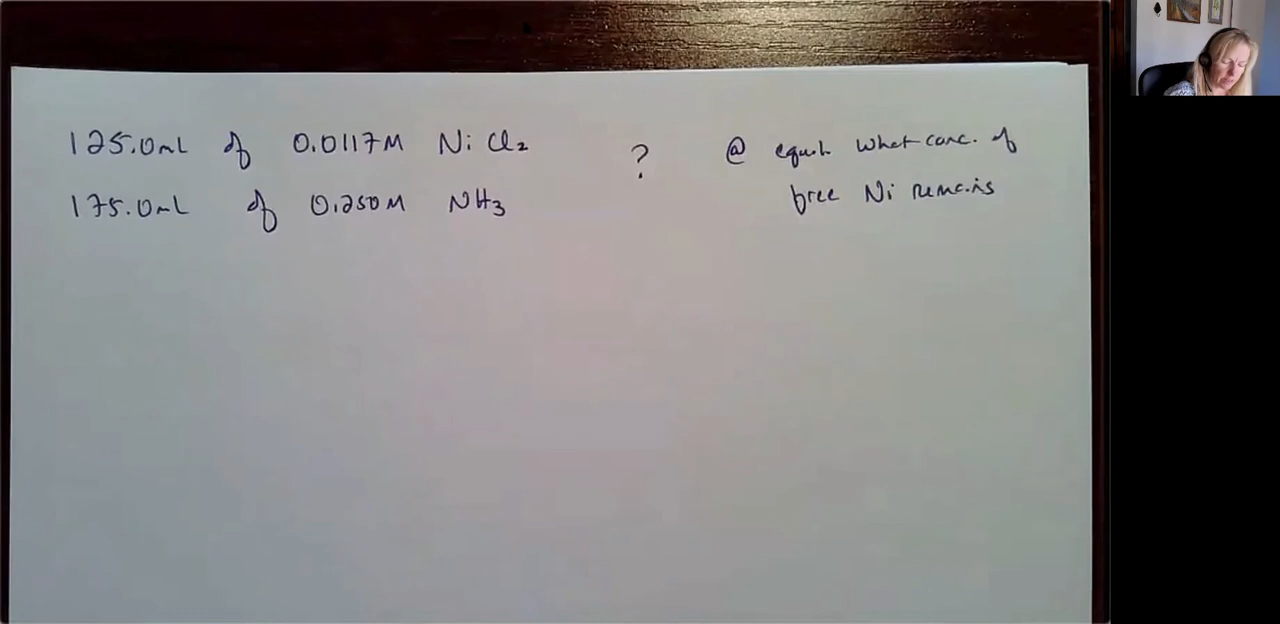 125.0mL of 0.0117M NiCl₂
175.0mL of 0.250M NH₃
?
@ equil. what conc. of
free Ni remains